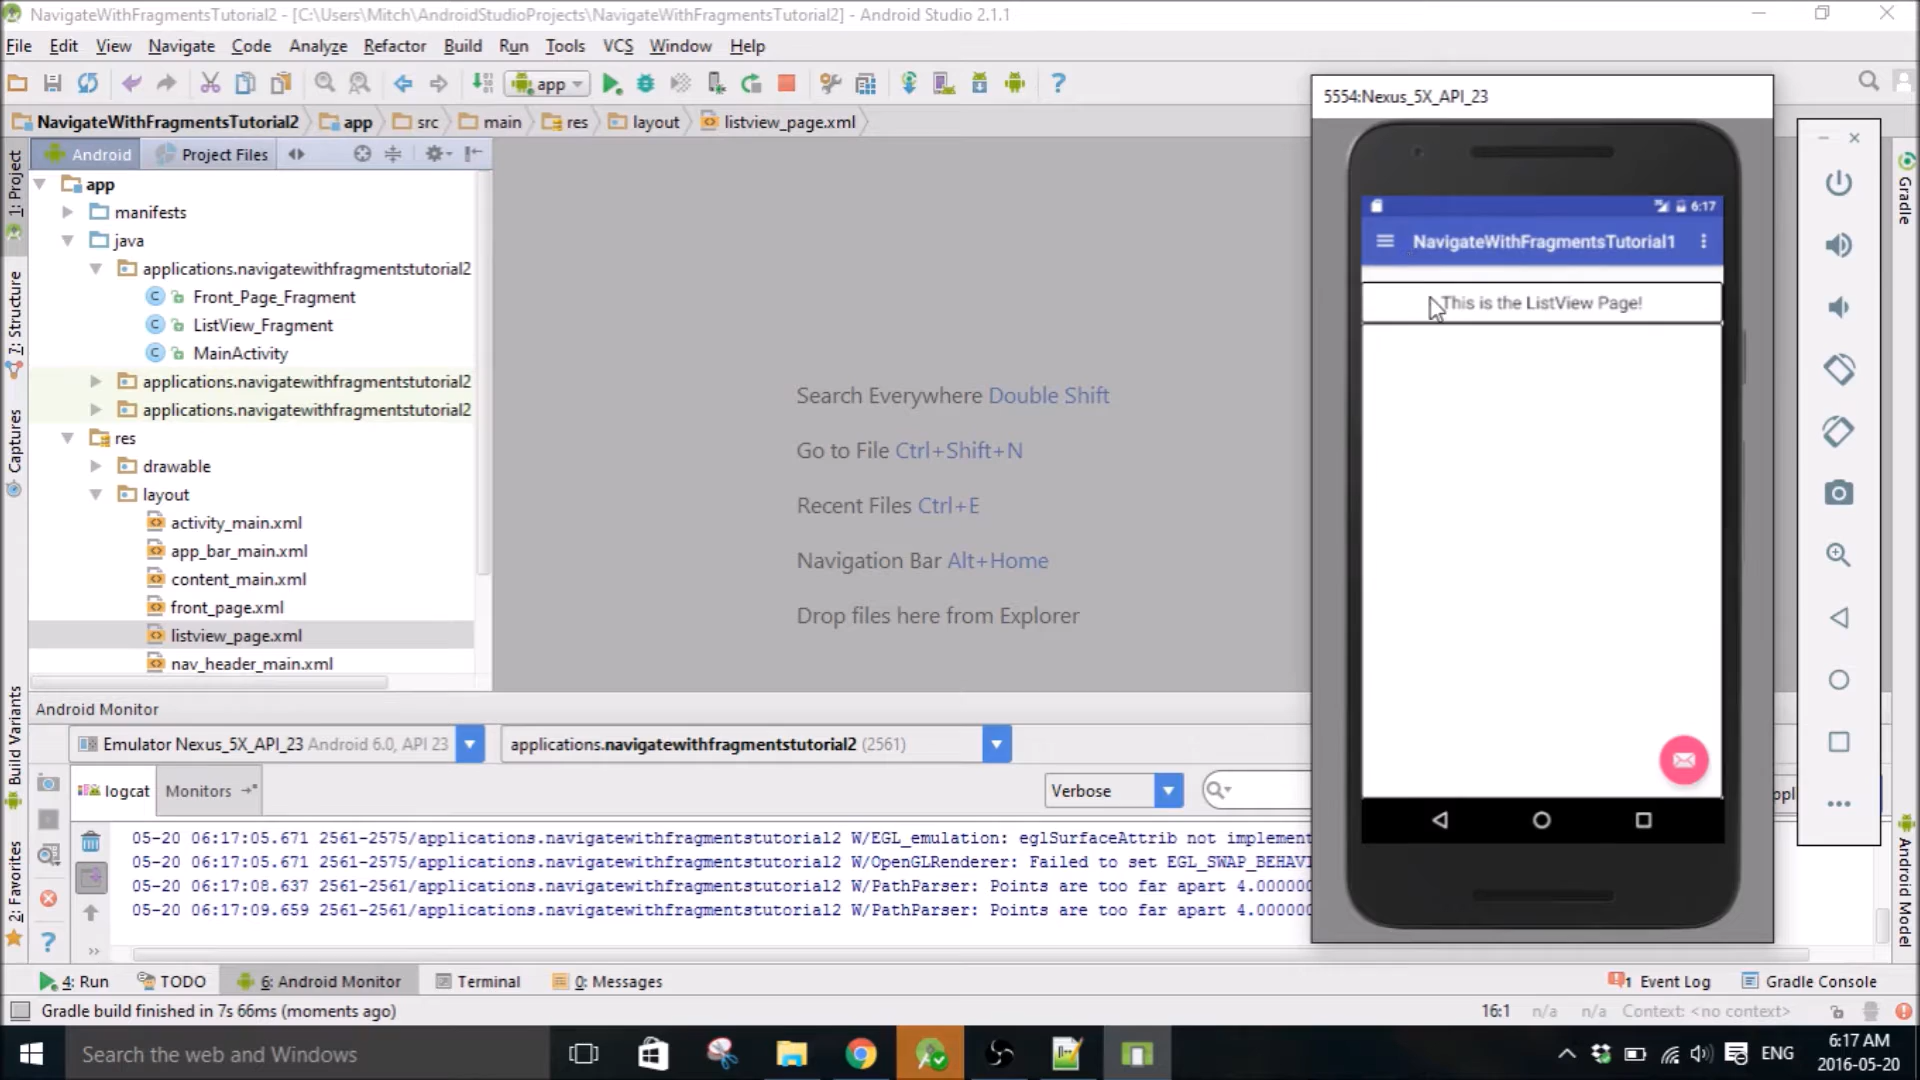 NavigateWithFragmentsTutorial2 - [C:\Users\Mitch\AndroidStudioProjects\NavigateWithFragmentsTutorial2] - Android Studio 2.1.1
File Edit View Navigate Code Analyze Refactor Build Run Tools VCS Window Help
app
NavigateWithFragmentsTutorial2 app src main res layout listview_page.xml
Android Project Files
app
manifests
java
applications.navigatewithfragmentstutorial2
Front_Page_Fragment
ListView_Fragment
MainActivity
applications.navigatewithfragmentstutorial2
applications.navigatewithfragmentstutorial2
res
drawable
layout
activity_main.xml
app_bar_main.xml
content_main.xml
front_page.xml
listview_page.xml
nav_header_main.xml
1: Project
7: Structure
Captures
Build Variants
2: Favorites
Search Everywhere Double Shift
Go to File Ctrl+Shift+N
Recent Files Ctrl+E
Navigation Bar Alt+Home
Drop files here from Explorer
5554:Nexus_5X_API_23
6:17
NavigateWithFragmentsTutorial1
This is the ListView Page!
Gradle
Android Model
Android Monitor
Emulator Nexus_5X_API_23 Android 6.0, API 23 applications.navigatewithfragmentstutorial2 (2561)
logcat Monitors Verbose
05-20 06:17:05.671 2561-2575/applications.navigatewithfragmentstutorial2 W/EGL_emulation: eglSurfaceAttrib not implement
05-20 06:17:05.671 2561-2575/applications.navigatewithfragmentstutorial2 W/OpenGLRenderer: Failed to set EGL_SWAP_BEHAVI
05-20 06:17:08.637 2561-2561/applications.navigatewithfragmentstutorial2 W/PathParser: Points are too far apart 4.000000
05-20 06:17:09.659 2561-2561/applications.navigatewithfragmentstutorial2 W/PathParser: Points are too far apart 4.000000
4: Run TODO 6: Android Monitor Terminal 0: Messages 1 Event Log Gradle Console
Gradle build finished in 7s 66ms (moments ago) 16:1 n/a n/a Context: <no context>
Search the web and Windows
ENG
6:17 AM
2016-05-20